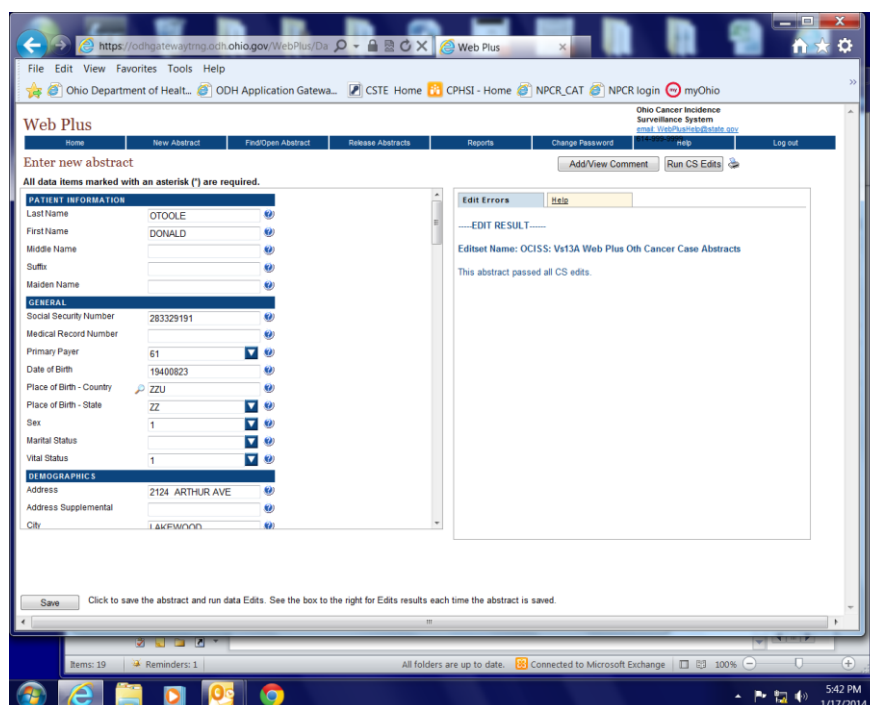 https://odhgatewaytrng.odh.ohio.gov/WebPlus/Da
Web Plus
File Edit View Favorites Tools Help
Ohio Department of Healt... ODH Application Gatewa... CSTE Home CPHSI - Home NPCR_CAT NPCR login myOhio
Web Plus
Ohio Cancer Incidence
Surveillance System
email: WebPlusHelp@state.gov
Home New Abstract Find/Open Abstract Release Abstracts Reports Change Password Help Log out
Enter new abstract
Add/View Comment Run CS Edits
All data items marked with an asterisk (*) are required.
PATIENT INFORMATION
Last Name OTOOLE
First Name DONALD
Middle Name
Suffix
Maiden Name
GENERAL
Social Security Number 283329191
Medical Record Number
Primary Payer 61
Date of Birth 19400823
Place of Birth - Country ZZU
Place of Birth - State ZZ
Sex 1
Marital Status
Vital Status 1
DEMOGRAPHICS
Address 2124 ARTHUR AVE
Address Supplemental
City LAKEWOOD
Edit Errors Help
----EDIT RESULT-----
Editset Name: OCISS: Vs13A Web Plus Oth Cancer Case Abstracts
This abstract passed all CS edits.
Save Click to save the abstract and run data Edits. See the box to the right for Edits results each time the abstract is saved.
Items: 19 Reminders: 1 All folders are up to date. Connected to Microsoft Exchange 100%
5:42 PM
1/17/2014